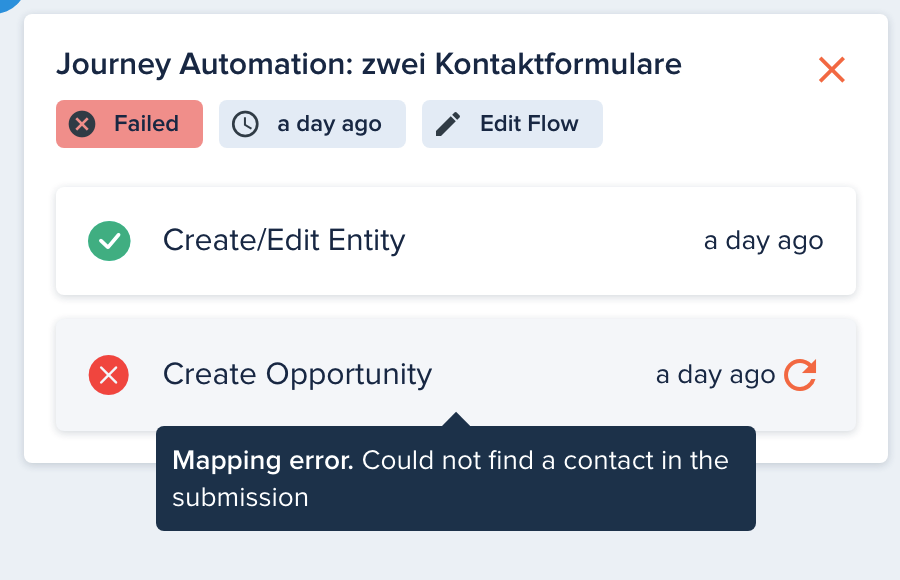 Journey Automation: zwei Kontaktformulare
Failed
a day ago
Edit Flow
Create/Edit Entity
a day ago
Create Opportunity
a day ago
Mapping error. Could not find a contact in the
submission